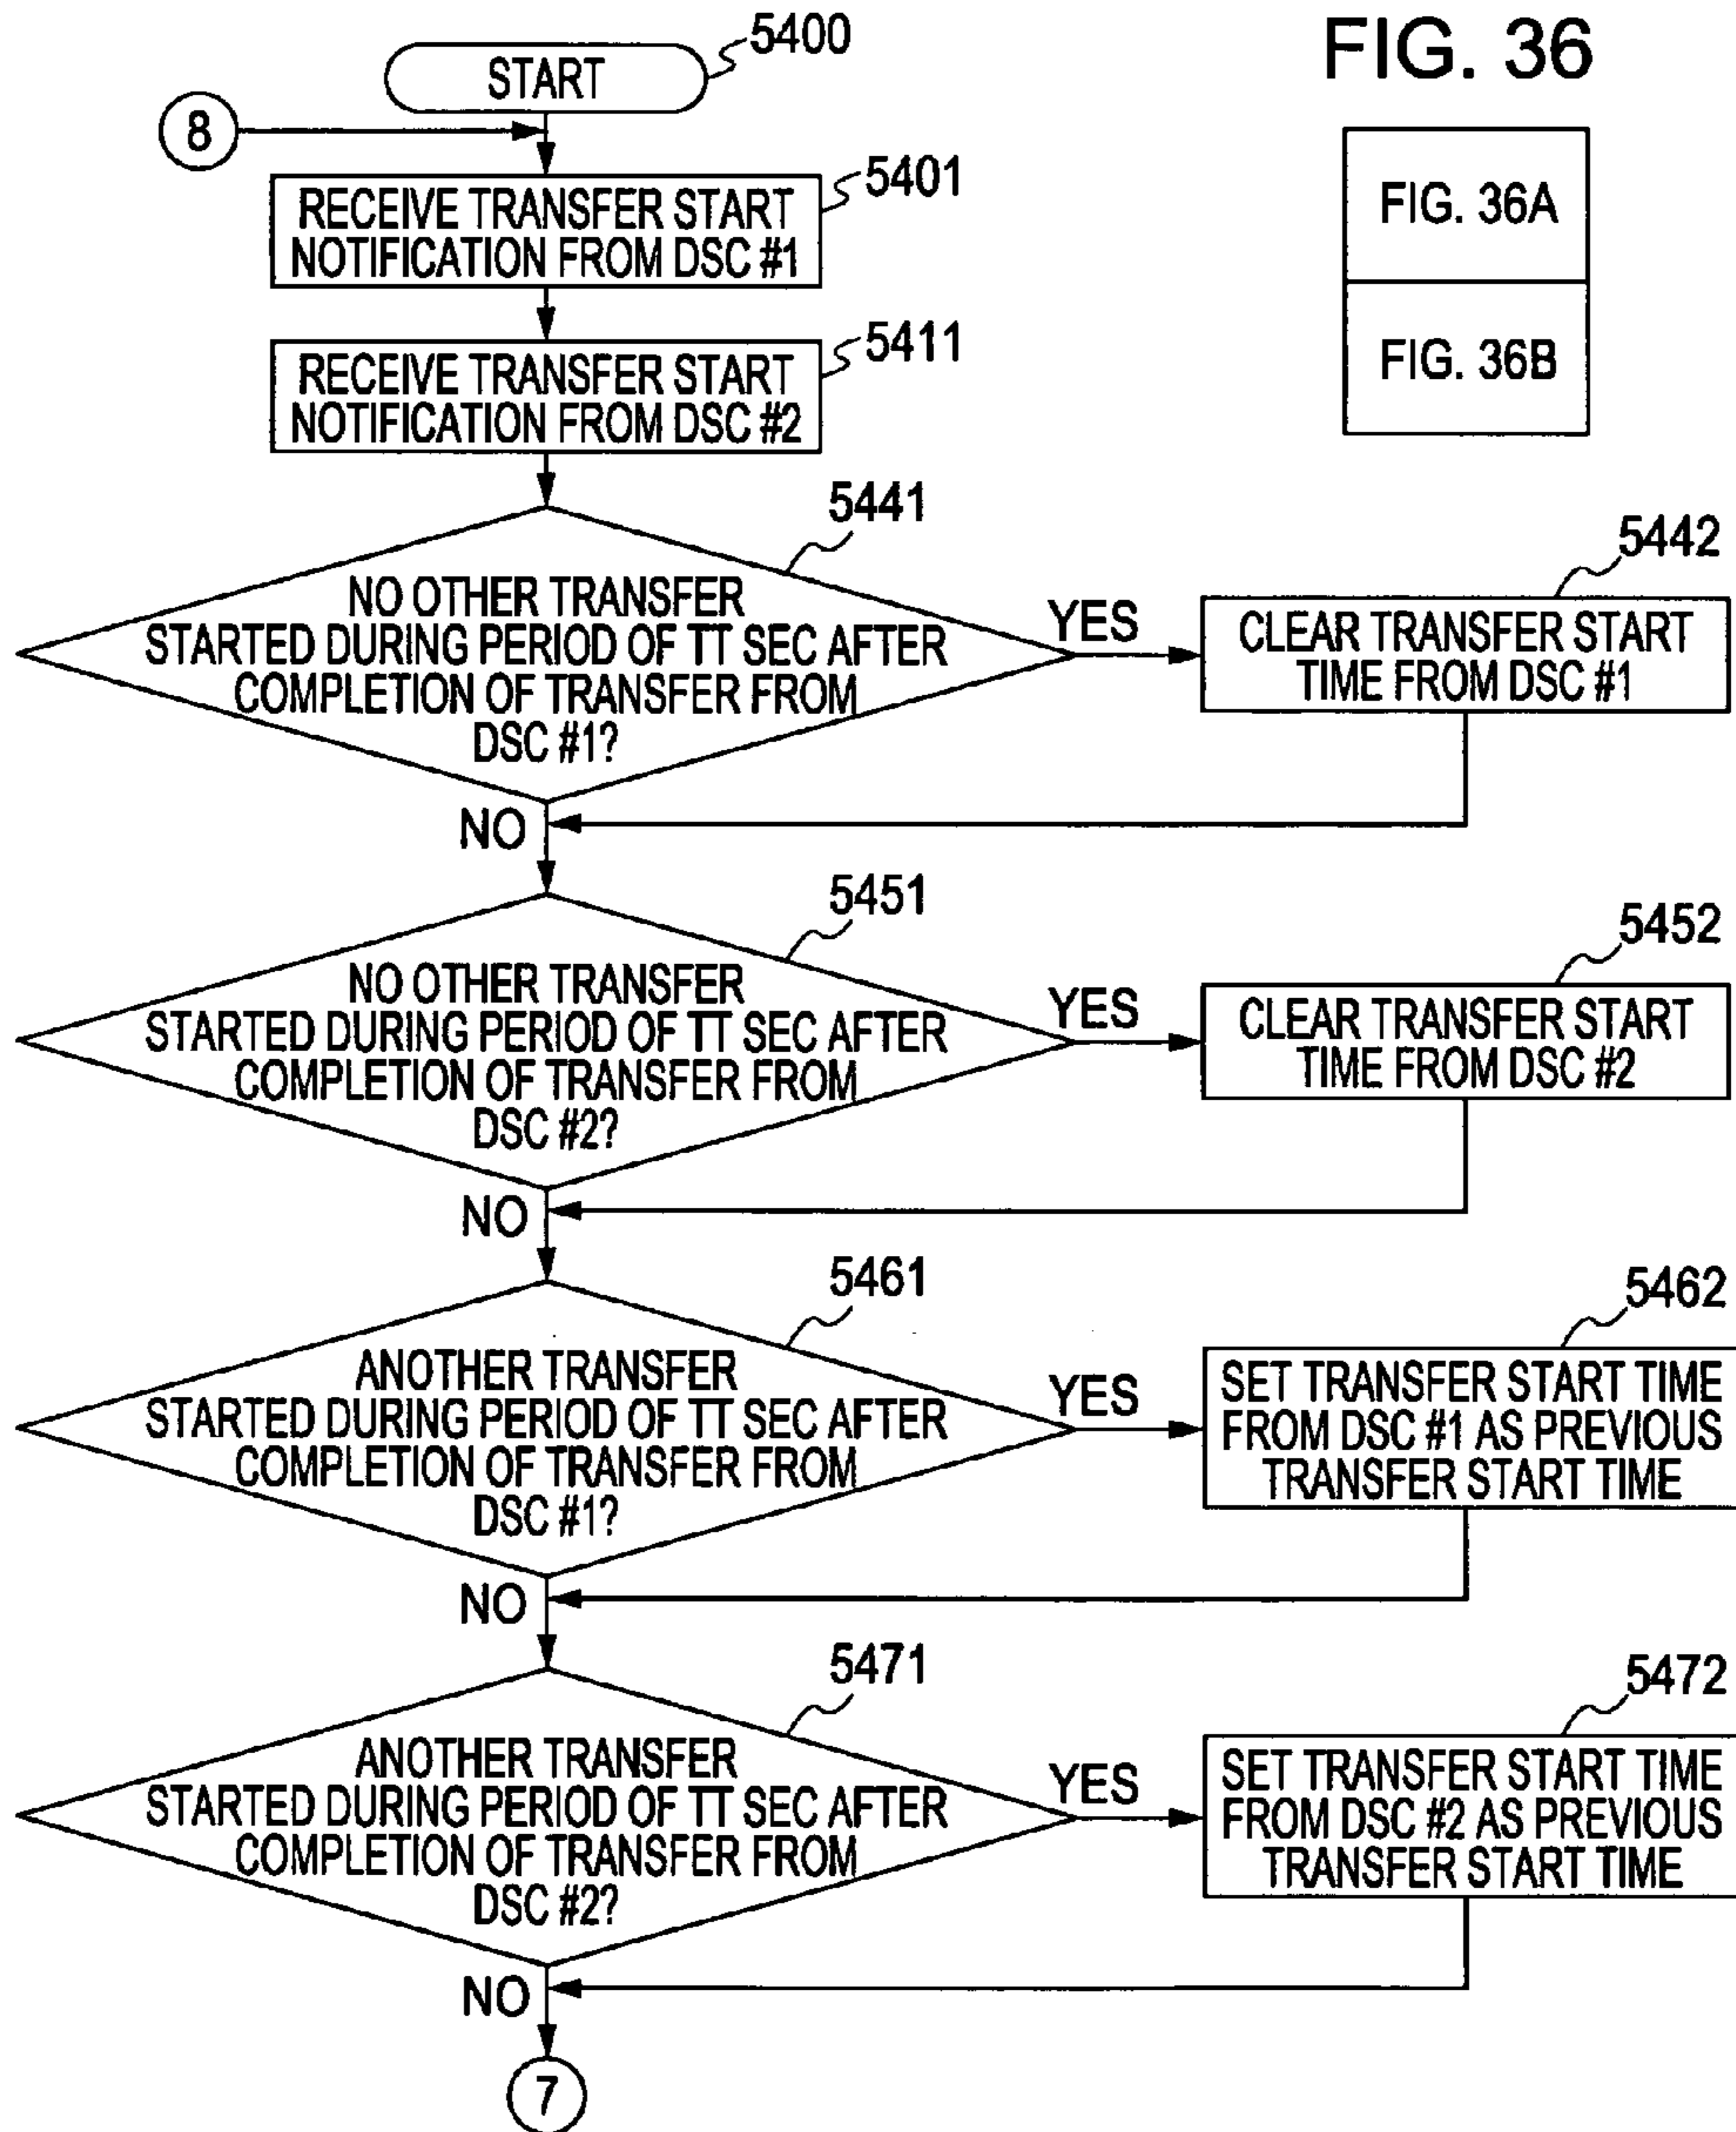 FIG. 36
FIG. 36A
FIG. 36B
5400
START
8
5401
RECEIVE TRANSFER START
NOTIFICATION FROM DSC #1
5411
RECEIVE TRANSFER START
NOTIFICATION FROM DSC #2
5441
NO OTHER TRANSFER
STARTED DURING PERIOD OF TT SEC AFTER
COMPLETION OF TRANSFER FROM
DSC #1?
YES
5442
CLEAR TRANSFER START
TIME FROM DSC #1
NO
5451
NO OTHER TRANSFER
STARTED DURING PERIOD OF TT SEC AFTER
COMPLETION OF TRANSFER FROM
DSC #2?
YES
5452
CLEAR TRANSFER START
TIME FROM DSC #2
NO
5461
ANOTHER TRANSFER
STARTED DURING PERIOD OF TT SEC AFTER
COMPLETION OF TRANSFER FROM
DSC #1?
YES
5462
SET TRANSFER START TIME
FROM DSC #1 AS PREVIOUS
TRANSFER START TIME
NO
5471
ANOTHER TRANSFER
STARTED DURING PERIOD OF TT SEC AFTER
COMPLETION OF TRANSFER FROM
DSC #2?
YES
5472
SET TRANSFER START TIME
FROM DSC #2 AS PREVIOUS
TRANSFER START TIME
NO
7